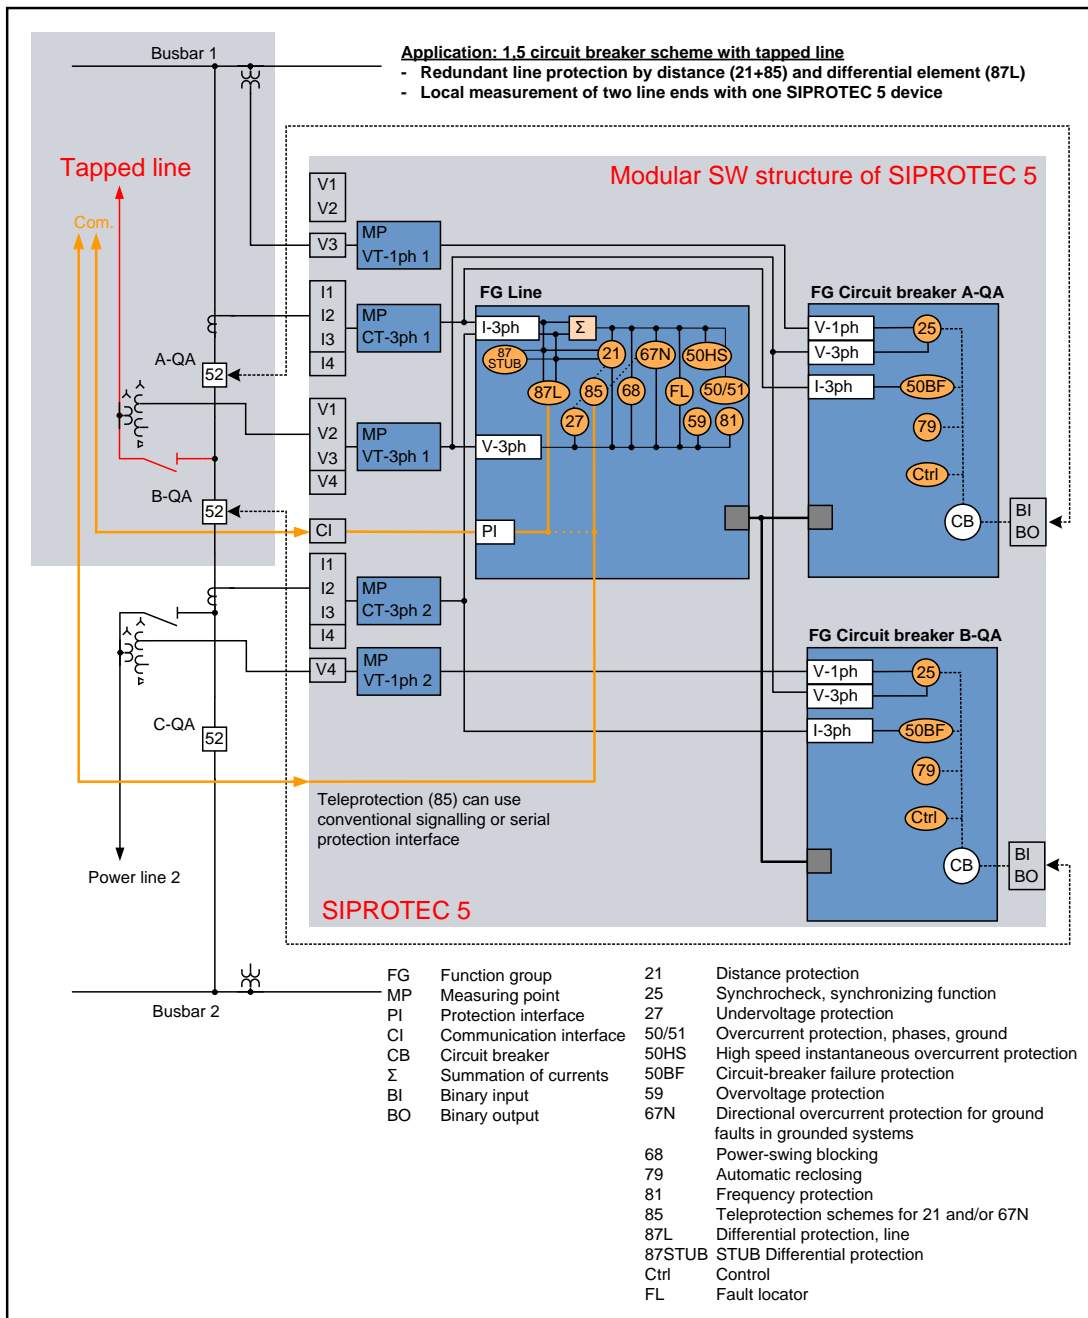 Application: 1,5 circuit breaker scheme with tapped line
- Redundant line protection by distance (21+85) and differential element (87L)
- Local measurement of two line ends with one SIPROTEC 5 device
Busbar 1
Tapped line
Com.
A-QA
52
B-QA
52
C-QA
52
Power line 2
Busbar 2
Modular SW structure of SIPROTEC 5
V1
V2
V3
MP
VT-1ph 1
I1
I2
I3
I4
MP
CT-3ph 1
V1
V2
V3
V4
MP
VT-3ph 1
CI
I1
I2
I3
I4
MP
CT-3ph 2
V4
MP
VT-1ph 2
FG Line
I-3ph
Σ
87
STUB
21
67N
50HS
87L
85
68
FL
50/51
27
59
81
V-3ph
PI
FG Circuit breaker A-QA
V-1ph
25
V-3ph
I-3ph
50BF
79
Ctrl
CB
BI
BO
FG Circuit breaker B-QA
V-1ph
25
V-3ph
I-3ph
50BF
79
Ctrl
CB
BI
BO
Teleprotection (85) can use
conventional signalling or serial
protection interface
SIPROTEC 5
FG Function group
MP Measuring point
PI Protection interface
CI Communication interface
CB Circuit breaker
Σ Summation of currents
BI Binary input
BO Binary output
21 Distance protection
25 Synchrocheck, synchronizing function
27 Undervoltage protection
50/51 Overcurrent protection, phases, ground
50HS High speed instantaneous overcurrent protection
50BF Circuit-breaker failure protection
59 Overvoltage protection
67N Directional overcurrent protection for ground
faults in grounded systems
68 Power-swing blocking
79 Automatic reclosing
81 Frequency protection
85 Teleprotection schemes for 21 and/or 67N
87L Differential protection, line
87STUB STUB Differential protection
Ctrl Control
FL Fault locator